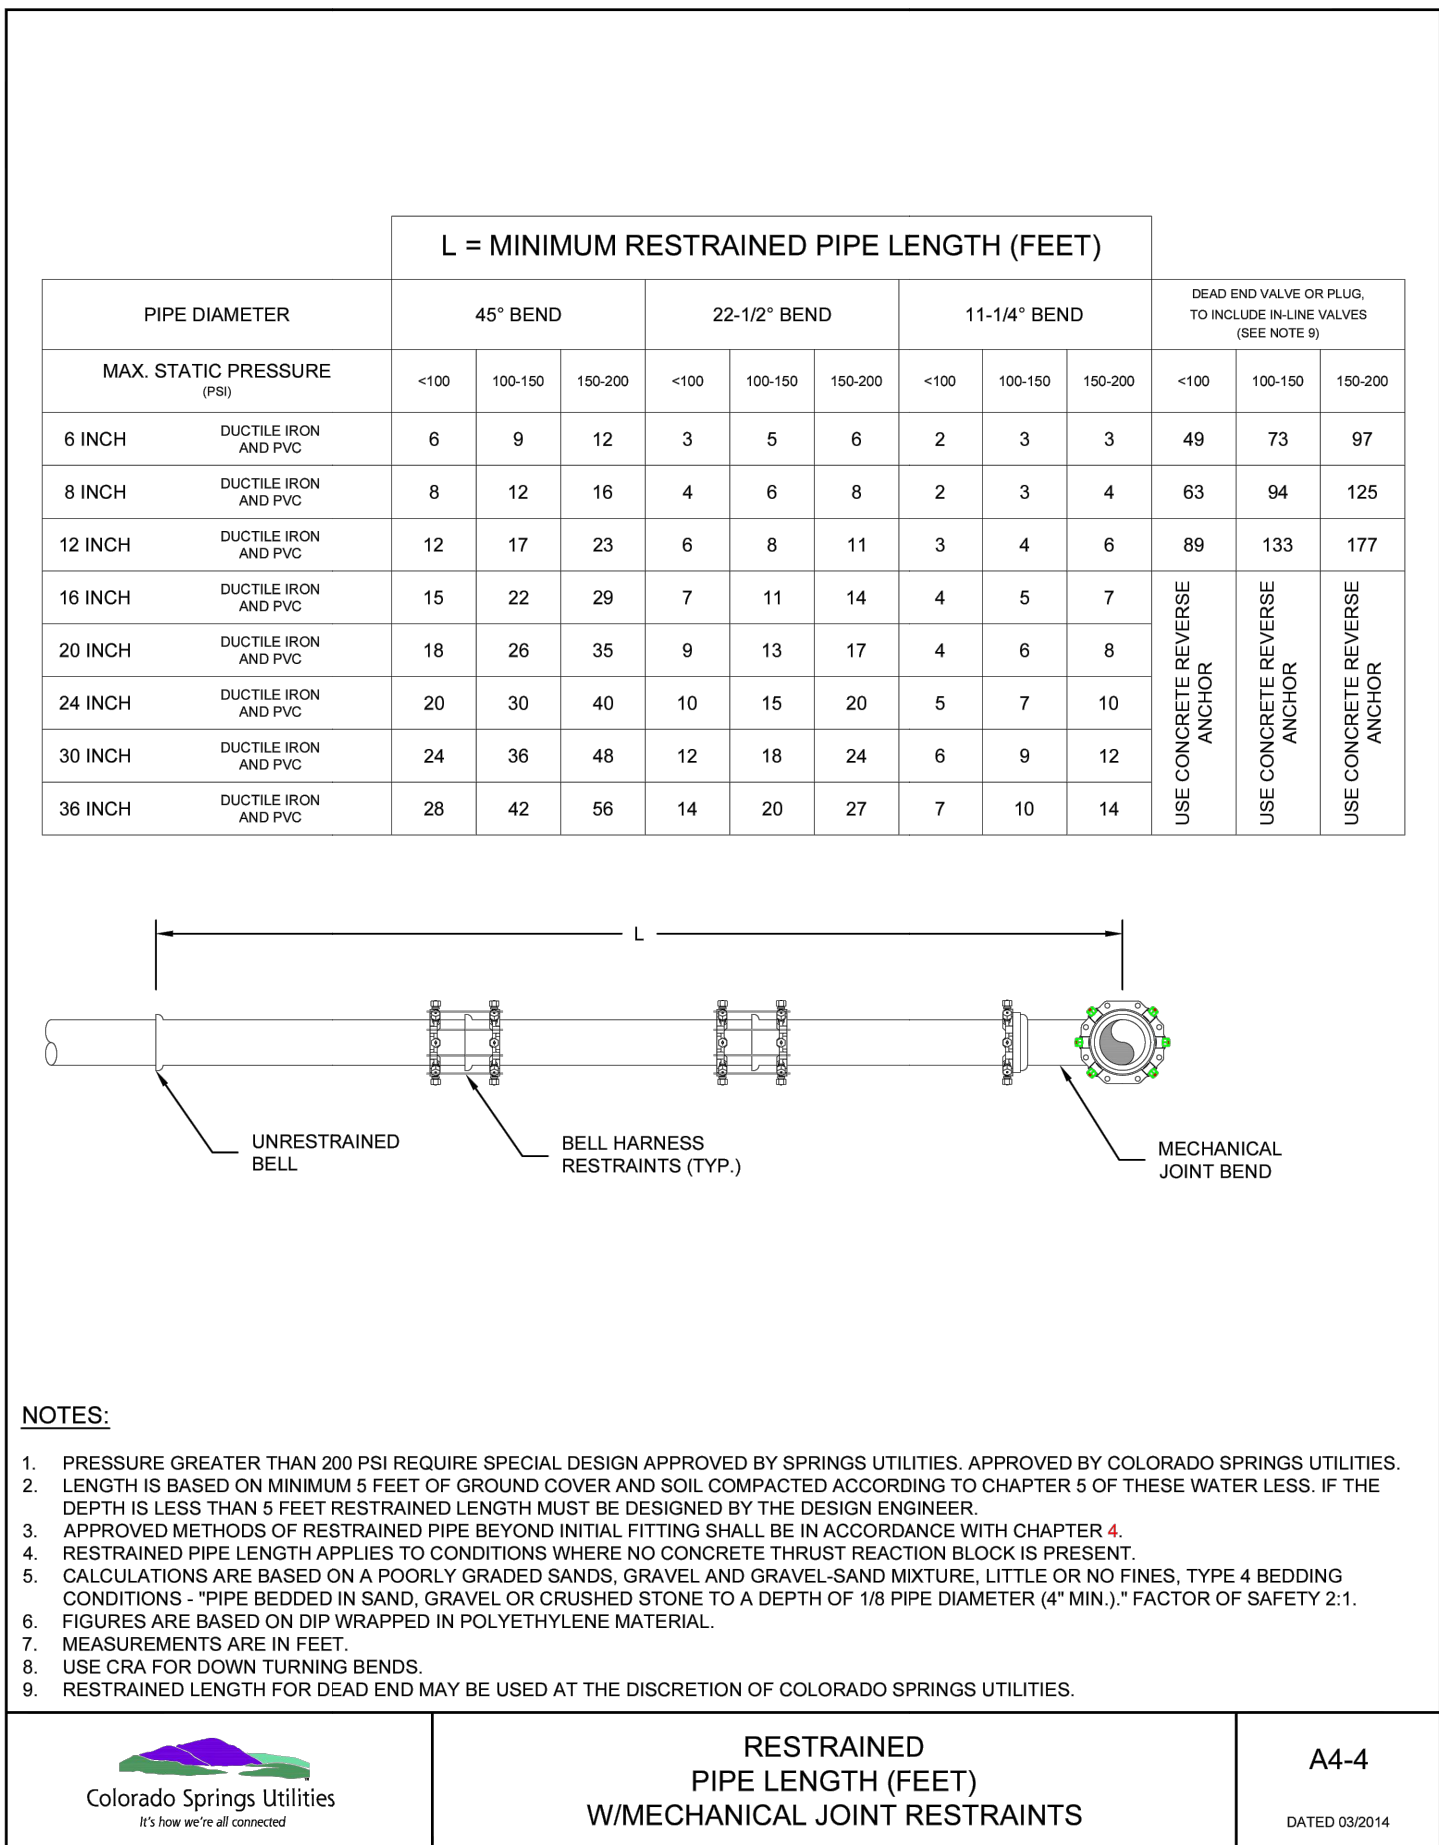 L = MINIMUM RESTRAINED PIPE LENGTH (FEET)
PIPE DIAMETER 45° BEND 22-1/2° BEND 11-1/4° BEND DEAD END VALVE OR PLUG,
TO INCLUDE IN-LINE VALVES
(SEE NOTE 9)
MAX. STATIC PRESSURE
(PSI)
<100 100-150 150-200 <100 100-150 150-200 <100 100-150 150-200 <100 100-150 150-200
6 INCH DUCTILE IRON
AND PVC
6 9 12 3 5 6 2 3 3 49 73 97
8 INCH DUCTILE IRON
AND PVC
8 12 16 4 6 8 2 3 4 63 94 125
12 INCH DUCTILE IRON
AND PVC
12 17 23 6 8 11 3 4 6 89 133 177
16 INCH DUCTILE IRON
AND PVC
15 22 29 7 11 14 4 5 7
20 INCH DUCTILE IRON
AND PVC
18 26 35 9 13 17 4 6 8
24 INCH DUCTILE IRON
AND PVC
20 30 40 10 15 20 5 7 10
30 INCH DUCTILE IRON
AND PVC
24 36 48 12 18 24 6 9 12
36 INCH DUCTILE IRON
AND PVC
28 42 56 14 20 27 7 10 14
USE CONCRETE REVERSE
ANCHOR
USE CONCRETE REVERSE
ANCHOR
USE CONCRETE REVERSE
ANCHOR
L
UNRESTRAINED
BELL
BELL HARNESS
RESTRAINTS (TYP.)
MECHANICAL
JOINT BEND
NOTES:
1. PRESSURE GREATER THAN 200 PSI REQUIRE SPECIAL DESIGN APPROVED BY SPRINGS UTILITIES. APPROVED BY COLORADO SPRINGS UTILITIES.
2. LENGTH IS BASED ON MINIMUM 5 FEET OF GROUND COVER AND SOIL COMPACTED ACCORDING TO CHAPTER 5 OF THESE WATER LESS. IF THE
DEPTH IS LESS THAN 5 FEET RESTRAINED LENGTH MUST BE DESIGNED BY THE DESIGN ENGINEER.
3. APPROVED METHODS OF RESTRAINED PIPE BEYOND INITIAL FITTING SHALL BE IN ACCORDANCE WITH CHAPTER 4.
4. RESTRAINED PIPE LENGTH APPLIES TO CONDITIONS WHERE NO CONCRETE THRUST REACTION BLOCK IS PRESENT.
5. CALCULATIONS ARE BASED ON A POORLY GRADED SANDS, GRAVEL AND GRAVEL-SAND MIXTURE, LITTLE OR NO FINES, TYPE 4 BEDDING
CONDITIONS - "PIPE BEDDED IN SAND, GRAVEL OR CRUSHED STONE TO A DEPTH OF 1/8 PIPE DIAMETER (4" MIN.)." FACTOR OF SAFETY 2:1.
6. FIGURES ARE BASED ON DIP WRAPPED IN POLYETHYLENE MATERIAL.
7. MEASUREMENTS ARE IN FEET.
8. USE CRA FOR DOWN TURNING BENDS.
9. RESTRAINED LENGTH FOR DEAD END MAY BE USED AT THE DISCRETION OF COLORADO SPRINGS UTILITIES.
Colorado Springs Utilities
It's how we're all connected
RESTRAINED
PIPE LENGTH (FEET)
W/MECHANICAL JOINT RESTRAINTS
A4-4
DATED 03/2014